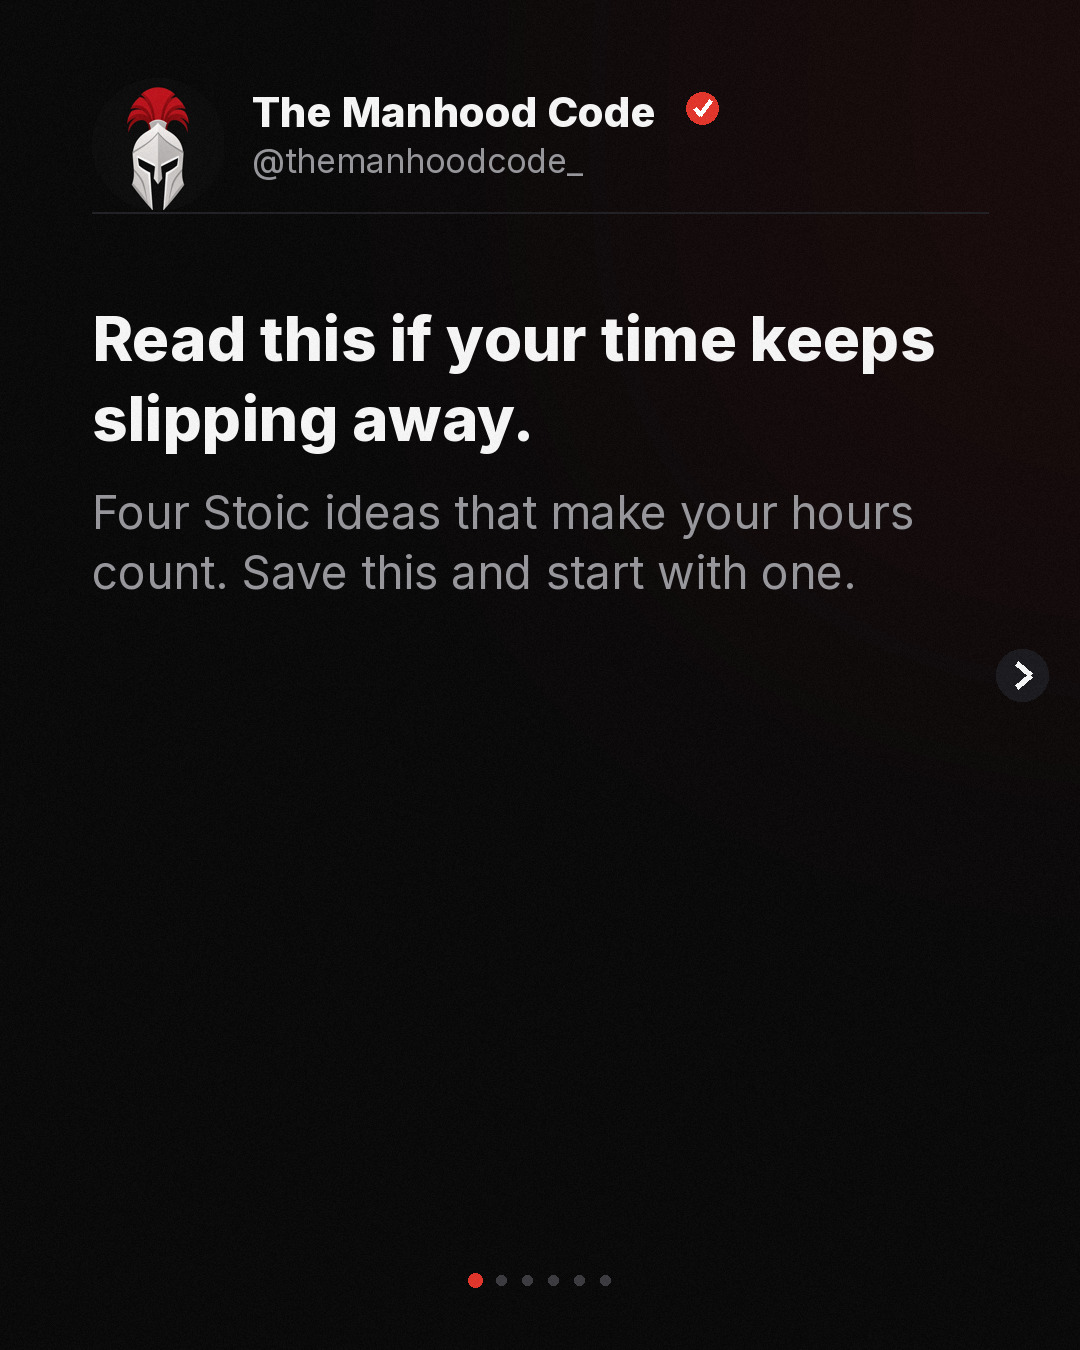 The Manhood Code
@themanhoodcode_
Read this if your time keeps
slipping away.
Four Stoic ideas that make your hours
count. Save this and start with one.